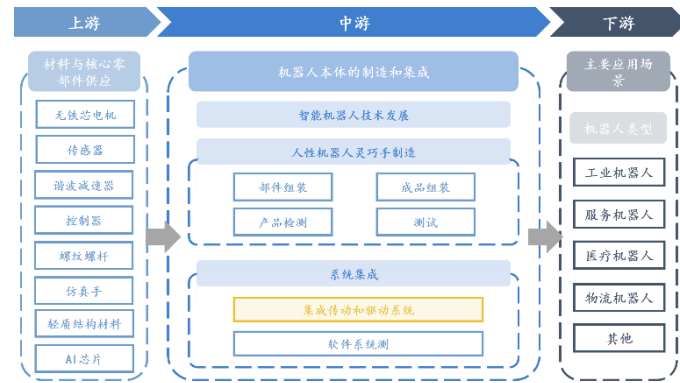 上游
中游
下游
材料与核心零
部件供应
无铁芯电机
传感器
谐波减速器
控制器
螺纹螺杆
仿真手
轻质结构材料
AI芯片
机器人本体的制造和集成
智能机器人技术发展
人性机器人灵巧手制造
部件组装
成品组装
产品检测
测试
系统集成
集成传动和驱动系统
软件系统测
主要应用场
景
机器人类型
工业机器人
服务机器人
医疗机器人
物流机器人
其他